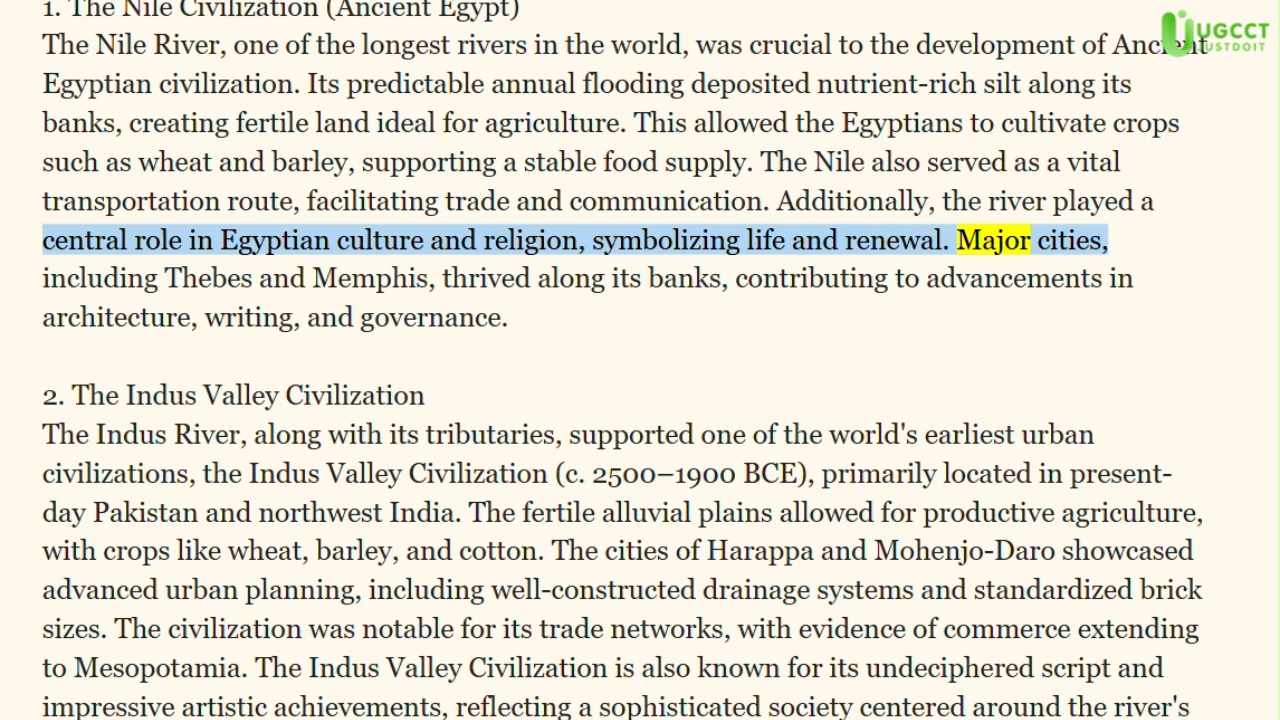 1. The Nile Civilization (Ancient Egypt)
UGCCT
JUSTDOIT
The Nile River, one of the longest rivers in the world, was crucial to the development of Ancient
Egyptian civilization. Its predictable annual flooding deposited nutrient-rich silt along its
banks, creating fertile land ideal for agriculture. This allowed the Egyptians to cultivate crops
such as wheat and barley, supporting a stable food supply. The Nile also served as a vital
transportation route, facilitating trade and communication. Additionally, the river played a
central role in Egyptian culture and religion, symbolizing life and renewal. Major cities,
including Thebes and Memphis, thrived along its banks, contributing to advancements in
architecture, writing, and governance.
2. The Indus Valley Civilization
The Indus River, along with its tributaries, supported one of the world's earliest urban
civilizations, the Indus Valley Civilization (c. 2500–1900 BCE), primarily located in present-
day Pakistan and northwest India. The fertile alluvial plains allowed for productive agriculture,
with crops like wheat, barley, and cotton. The cities of Harappa and Mohenjo-Daro showcased
advanced urban planning, including well-constructed drainage systems and standardized brick
sizes. The civilization was notable for its trade networks, with evidence of commerce extending
to Mesopotamia. The Indus Valley Civilization is also known for its undeciphered script and
impressive artistic achievements, reflecting a sophisticated society centered around the river's